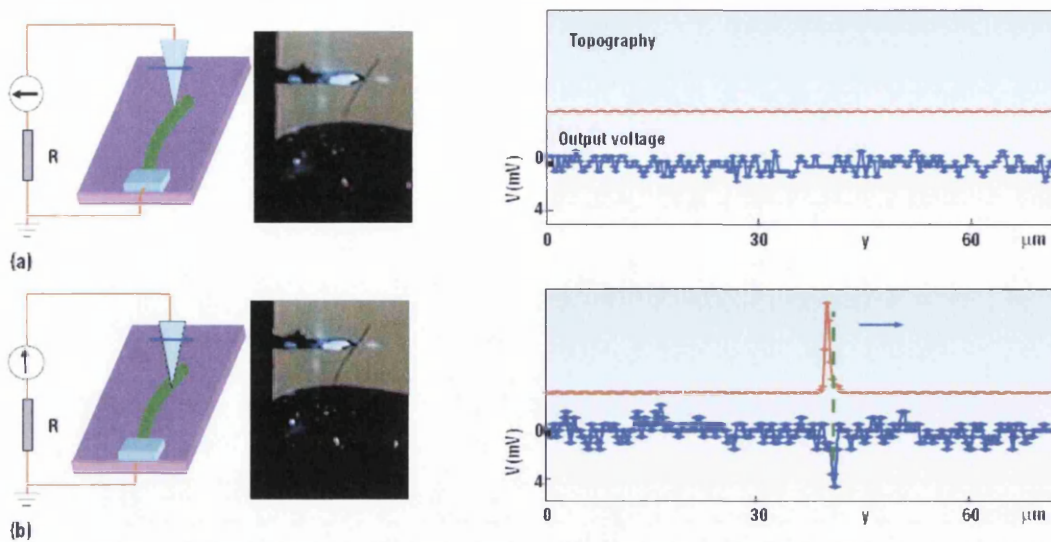 R
Topography
Output voltage
V (mV)
0
4
0
30
y
60
μm
(a)
R
V (mV)
0
4
0
30
y
60
μm
(b)